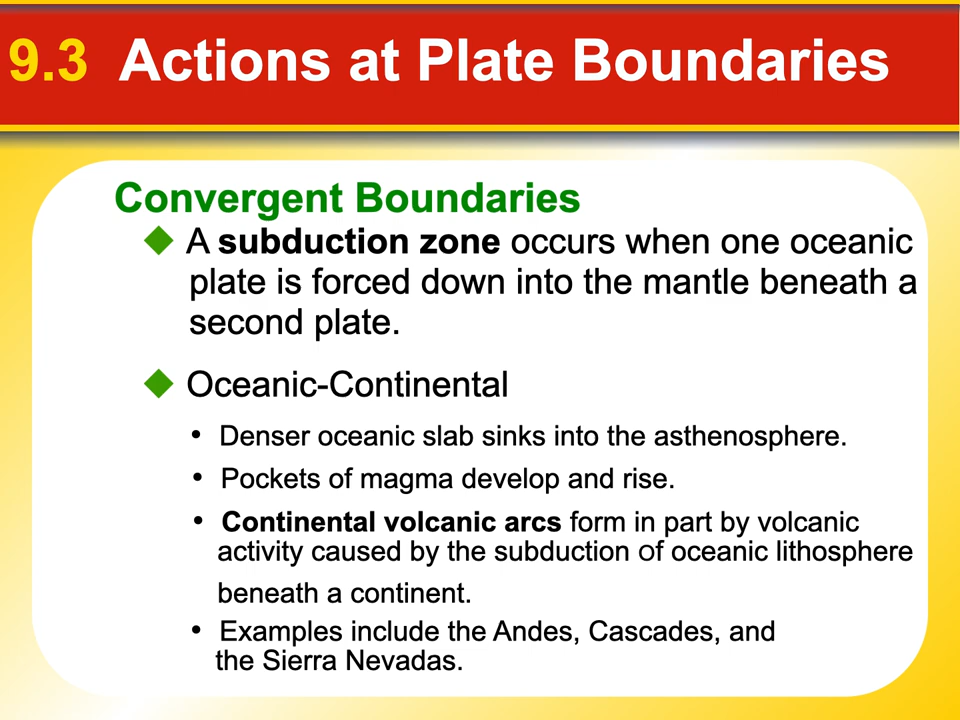 9.3 Actions at Plate Boundaries
Convergent Boundaries
◆ A subduction zone occurs when one oceanic
plate is forced down into the mantle beneath a
second plate.
◆ Oceanic-Continental
• Denser oceanic slab sinks into the asthenosphere.
• Pockets of magma develop and rise.
• Continental volcanic arcs form in part by volcanic
activity caused by the subduction of oceanic lithosphere
beneath a continent.
• Examples include the Andes, Cascades, and
the Sierra Nevadas.